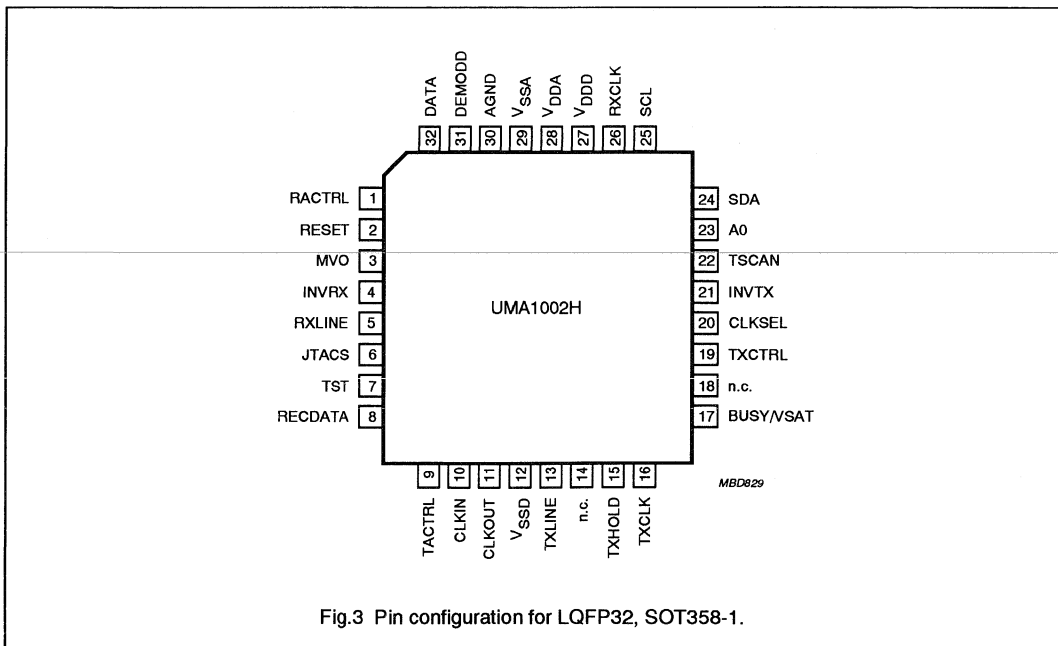 DATA
DEMODD
AGND
VSSA
VDDA
VDDD
RXCLK
SCL
32
31
30
29
28
27
26
25
RACTRL 1
RESET 2
MVO 3
INVRX 4
RXLINE 5
JTACS 6
TST 7
RECDATA 8
UMA1002H
24 SDA
23 A0
22 TSCAN
21 INVTX
20 CLKSEL
19 TXCTRL
18 n.c.
17 BUSY/VSAT
9
10
11
12
13
14
15
16
TACTRL
CLKIN
CLKOUT
VSSD
TXLINE
n.c.
TXHOLD
TXCLK
MBD829
Fig.3 Pin configuration for LQFP32, SOT358-1.